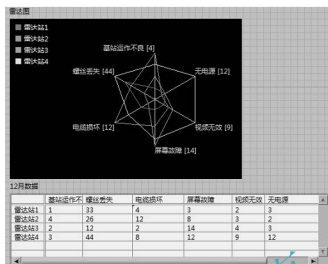 雷达图
雷达站1
雷达站2
雷达站3
雷达站4
基站运作不良 [4]
螺丝丢失 [44]
无电源 [12]
电缆损坏 [12]
视频无效 [9]
屏幕故障 [14]
12月数据
基站运作不 螺丝丢失 电缆损坏 屏幕故障 视频无效 无电源
雷达站1 1 33 4 3 2 3
雷达站2 4 26 12 8 3 2
雷达站3 2 12 2 14 4 3
雷达站4 3 44 8 12 9 12